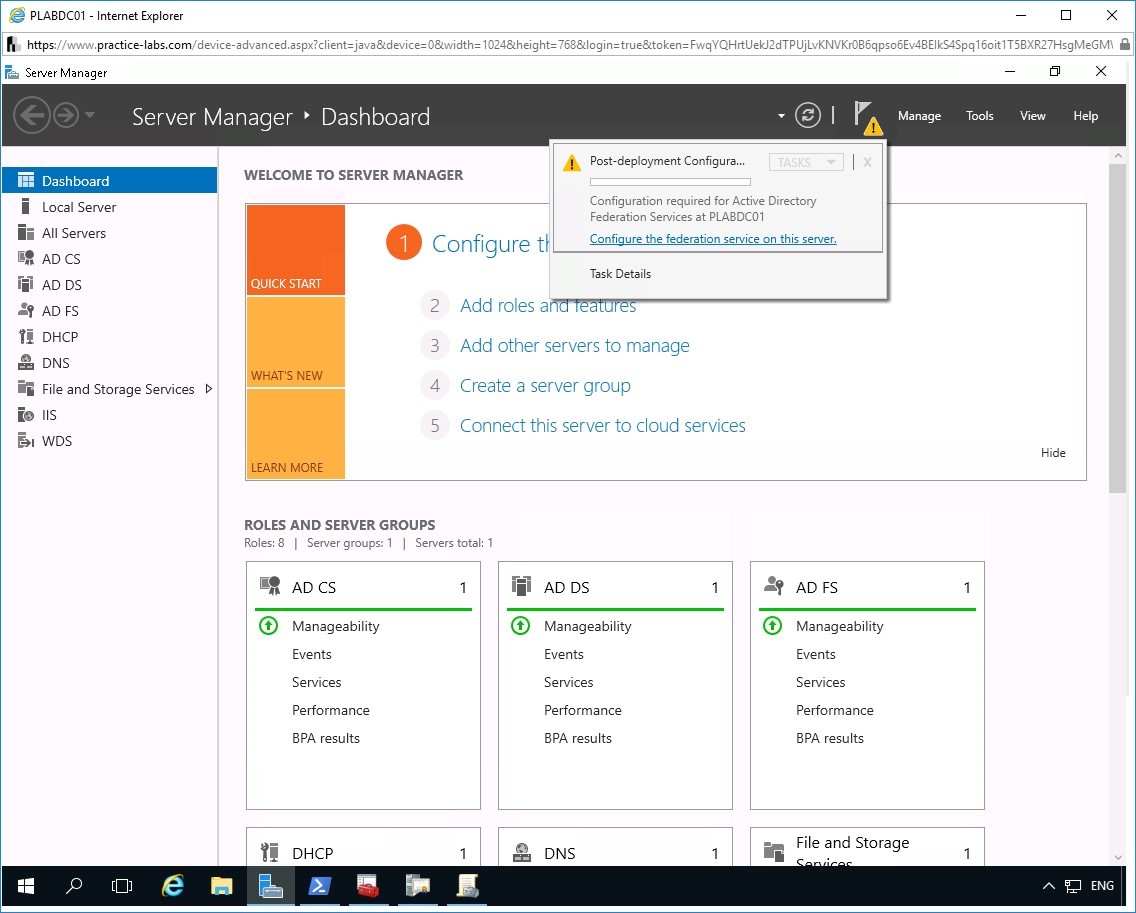 PLABDC01 - Internet Explorer
https://www.practice-labs.com/device-advanced.aspx?client=java&device=0&width=1024&height=768&login=true&token=FwqYQHrtUekJ2dTPUjLvKNVKr0B6qpso6Ev4BEIkS4Spq16oit1T5BXR27HsgMeGM
Server Manager
Server Manager ‣ Dashboard
Manage
Tools
View
Help
Post-deployment Configura...
TASKS
X
Configuration required for Active Directory
Federation Services at PLABDC01
Configure the federation service on this server.
Task Details
Dashboard
Local Server
All Servers
AD CS
AD DS
AD FS
DHCP
DNS
File and Storage Services
IIS
WDS
WELCOME TO SERVER MANAGER
QUICK START
WHAT'S NEW
LEARN MORE
1 Configure th
2 Add roles and features
3 Add other servers to manage
4 Create a server group
5 Connect this server to cloud services
Hide
ROLES AND SERVER GROUPS
Roles: 8 | Server groups: 1 | Servers total: 1
AD CS 1
Manageability
Events
Services
Performance
BPA results
AD DS 1
Manageability
Events
Services
Performance
BPA results
AD FS 1
Manageability
Events
Services
Performance
BPA results
DHCP 1
DNS 1
File and Storage
Services
1
ENG